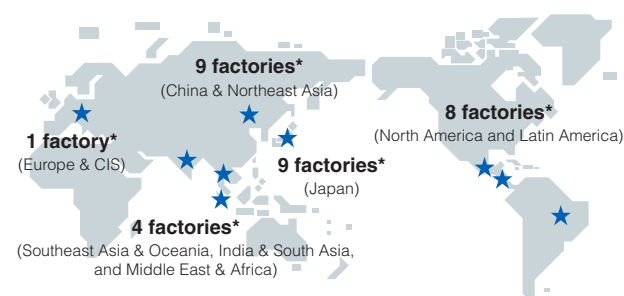 9 factories*
(China & Northeast Asia)
8 factories*
(North America and Latin America)
1 factory*
(Europe & CIS)
9 factories*
(Japan)
4 factories*
(Southeast Asia & Oceania, India & South Asia,
and Middle East & Africa)